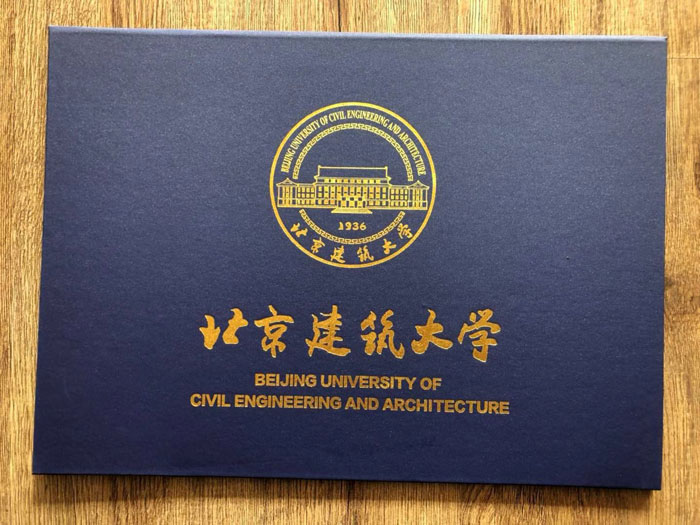 BEIJING UNIVERSITY OF CIVIL ENGINEERING AND ARCHITECTURE
1936
北京建筑大学
北京建筑大学
BEIJING UNIVERSITY OF
CIVIL ENGINEERING AND ARCHITECTURE